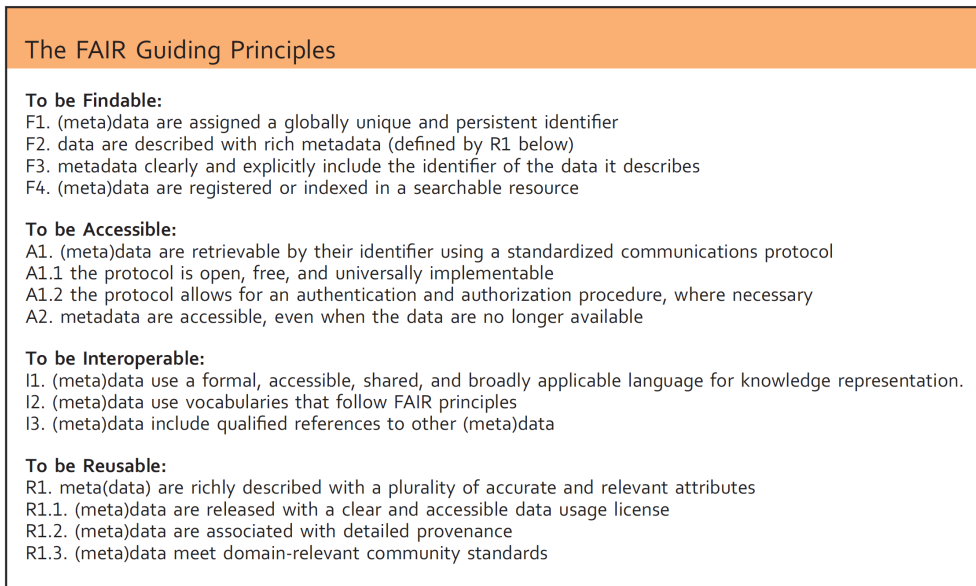 The FAIR Guiding Principles
To be Findable:
F1. (meta)data are assigned a globally unique and persistent identifier
F2. data are described with rich metadata (defined by R1 below)
F3. metadata clearly and explicitly include the identifier of the data it describes
F4. (meta)data are registered or indexed in a searchable resource
To be Accessible:
A1. (meta)data are retrievable by their identifier using a standardized communications protocol
A1.1 the protocol is open, free, and universally implementable
A1.2 the protocol allows for an authentication and authorization procedure, where necessary
A2. metadata are accessible, even when the data are no longer available
To be Interoperable:
I1. (meta)data use a formal, accessible, shared, and broadly applicable language for knowledge representation.
I2. (meta)data use vocabularies that follow FAIR principles
I3. (meta)data include qualified references to other (meta)data
To be Reusable:
R1. meta(data) are richly described with a plurality of accurate and relevant attributes
R1.1. (meta)data are released with a clear and accessible data usage license
R1.2. (meta)data are associated with detailed provenance
R1.3. (meta)data meet domain-relevant community standards